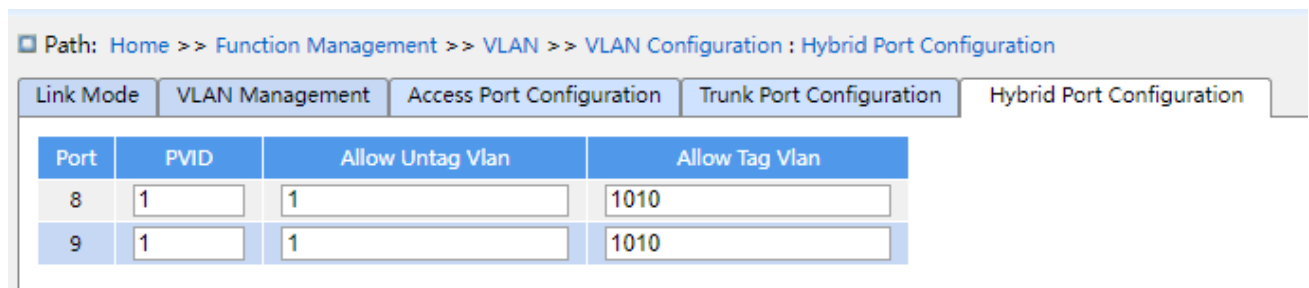 Path: Home >> Function Management >> VLAN >> VLAN Configuration : Hybrid Port Configuration
Link Mode VLAN Management Access Port Configuration Trunk Port Configuration Hybrid Port Configuration
Port PVID Allow Untag Vlan Allow Tag Vlan
8 1 1 1010
9 1 1 1010